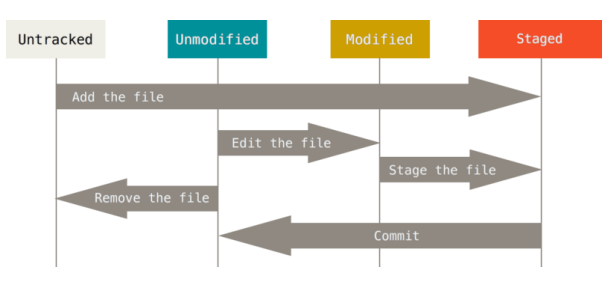 Untracked
Unmodified
Modified
Staged
Add the file
Edit the file
Stage the file
Remove the file
Commit